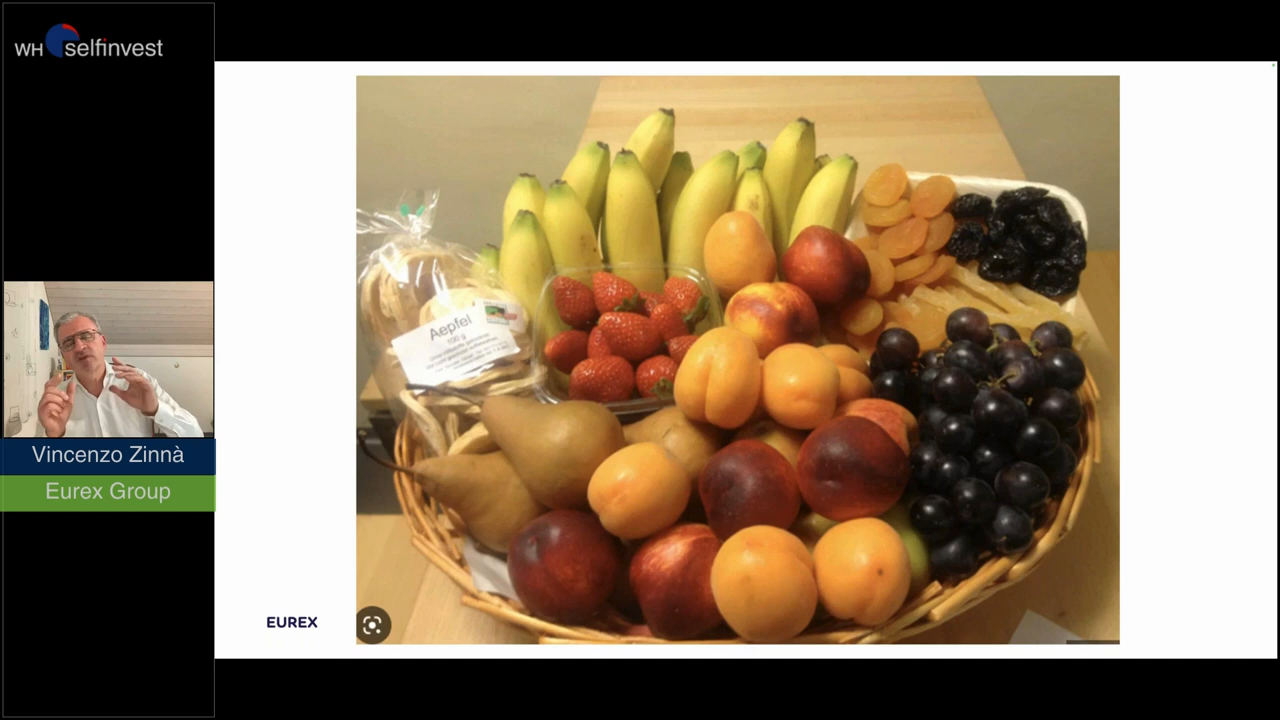 WH selfinvest
Aepfel
100 g
Vincenzo Zinnà
Eurex Group
EUREX